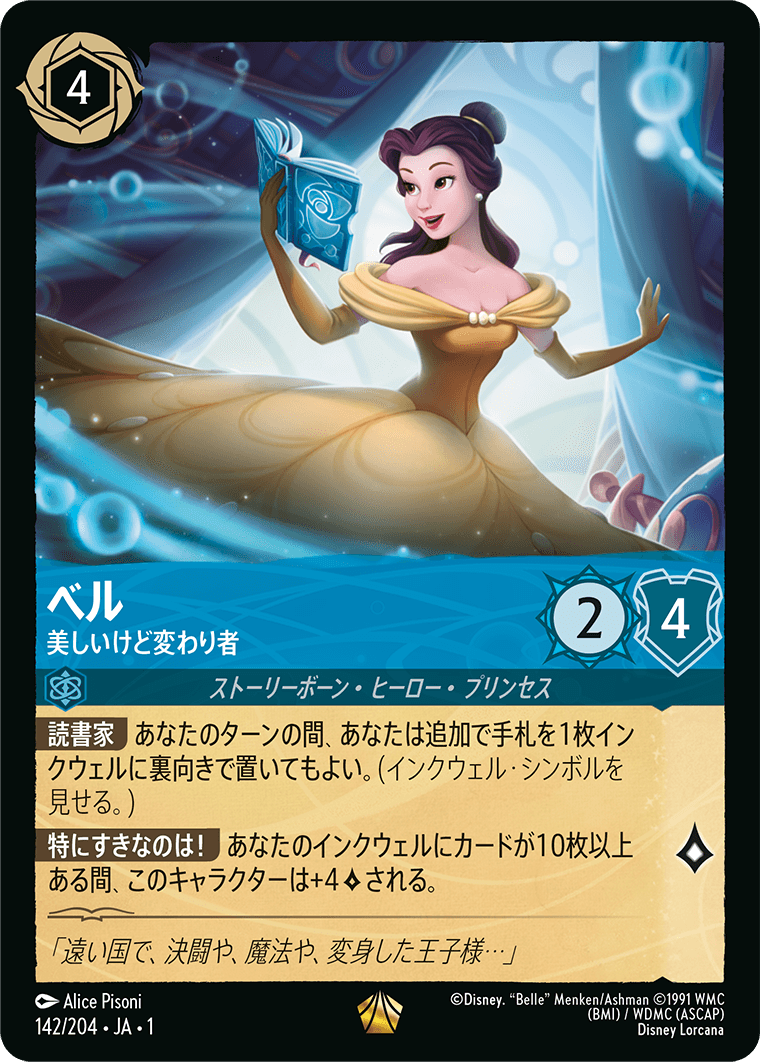 4
ベル
美しいけど変わり者
2
4
ストーリーボーン・ヒーロー・プリンセス
読書家 あなたのターンの間、あなたは追加で手札を1枚イン
クウェルに裏向きで置いてもよい。(インクウェル・シンボルを
見せる。)
特にすきなのは! あなたのインクウェルにカードが10枚以上
ある間、このキャラクターは+4される。
「遠い国で、決闘や、魔法や、変身した王子様…」
Alice Pisoni
142/204 • JA • 1
©Disney. “Belle” Menken/Ashman ©1991 WMC
(BMI) / WDMC (ASCAP)
Disney Lorcana